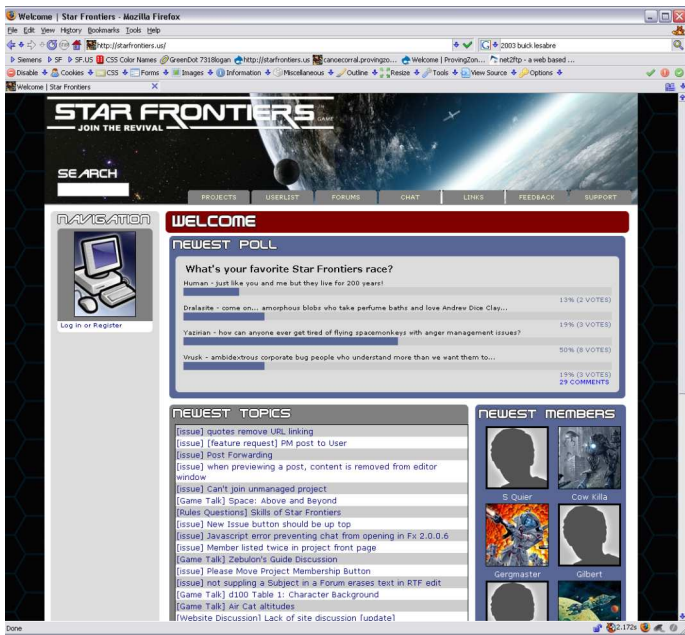 Welcome | Star Frontiers - Mozilla Firefox
File Edit View History Bookmarks Tools Help
http://starfrontiers.us/
2003 buick lesabre
Siemens SF SF.US CSS Color Names GreenDot 7318logan http://starfrontiers.us canoecorral.provingzo... Welcome | ProvingZon... net2ftp - a web based ...
Disable Cookies CSS Forms Images Information Miscellaneous Outline Resize Tools View Source Options
Welcome | Star Frontiers
STAR FRONTIERS
GAME
JOIN THE REVIVAL
SEARCH
PROJECTS USERLIST FORUMS CHAT LINKS FEEDBACK SUPPORT
NAVIGATION
Log in or Register
WELCOME
NEWEST POLL
What's your favorite Star Frontiers race?
Human - just like you and me but they live for 200 years!
13% (2 VOTES)
Dralasite - come on... amorphous blobs who take perfume baths and love Andrew Dice Clay...
19% (3 VOTES)
Yazirian - how can anyone ever get tired of flying spacemonkeys with anger management issues?
50% (8 VOTES)
Vrusk - ambidextrous corporate bug people who understand more than we want them to...
19% (3 VOTES)
29 COMMENTS
NEWEST TOPICS
[issue] quotes remove URL linking
[issue] [feature request] PM post to User
[issue] Post Forwarding
[issue] when previewing a post, content is removed from editor
window
[issue] Can't join unmanaged project
[Game Talk] Space: Above and Beyond
[Rules Questions] Skills of Star Frontiers
[issue] New Issue button should be up top
[issue] Javascript error preventing chat from opening in Fx 2.0.0.6
[issue] Member listed twice in project front page
[Game Talk] Zebulon's Guide Discussion
[issue] Please Move Project Membership Button
[issue] not suppling a Subject in a Forum erases text in RTF edit
[Game Talk] d100 Table 1: Character Background
[Game Talk] Air Cat altitudes
[Website Discussion] Lack of site discussion [update]
NEWEST MEMBERS
S Quier Cow Killa
Gergmaster Gilbert
Done
2.172s